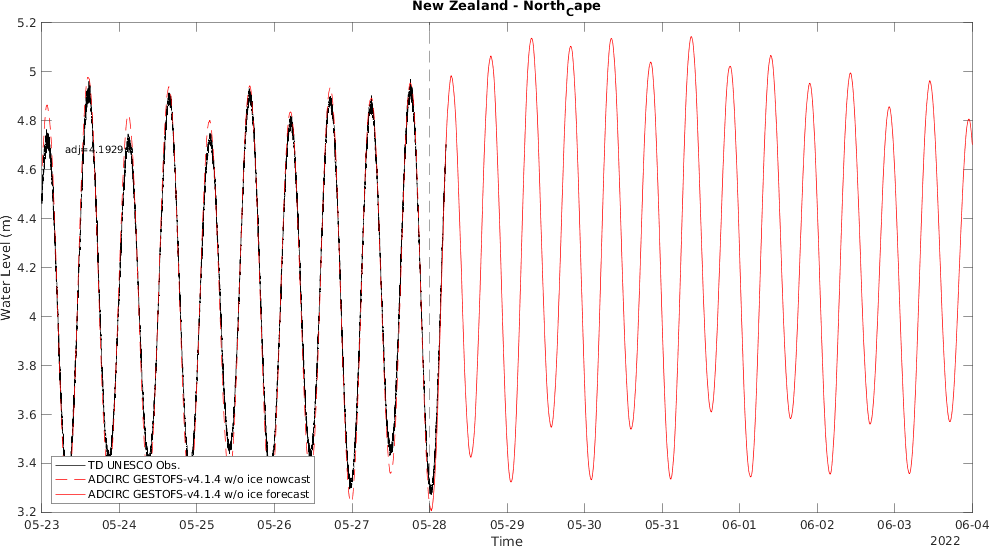 New Zealand - NorthCape
5.2
5
4.8
4.6
4.4
4.2
4
3.8
3.6
3.4
3.2
Water Level (m)
adj=4.1929
TD UNESCO Obs.
ADCIRC GESTOFS-v4.1.4 w/o ice nowcast
ADCIRC GESTOFS-v4.1.4 w/o ice forecast
05-23 05-24 05-25 05-26 05-27 05-28 05-29 05-30 05-31 06-01 06-02 06-03 06-04
Time
2022